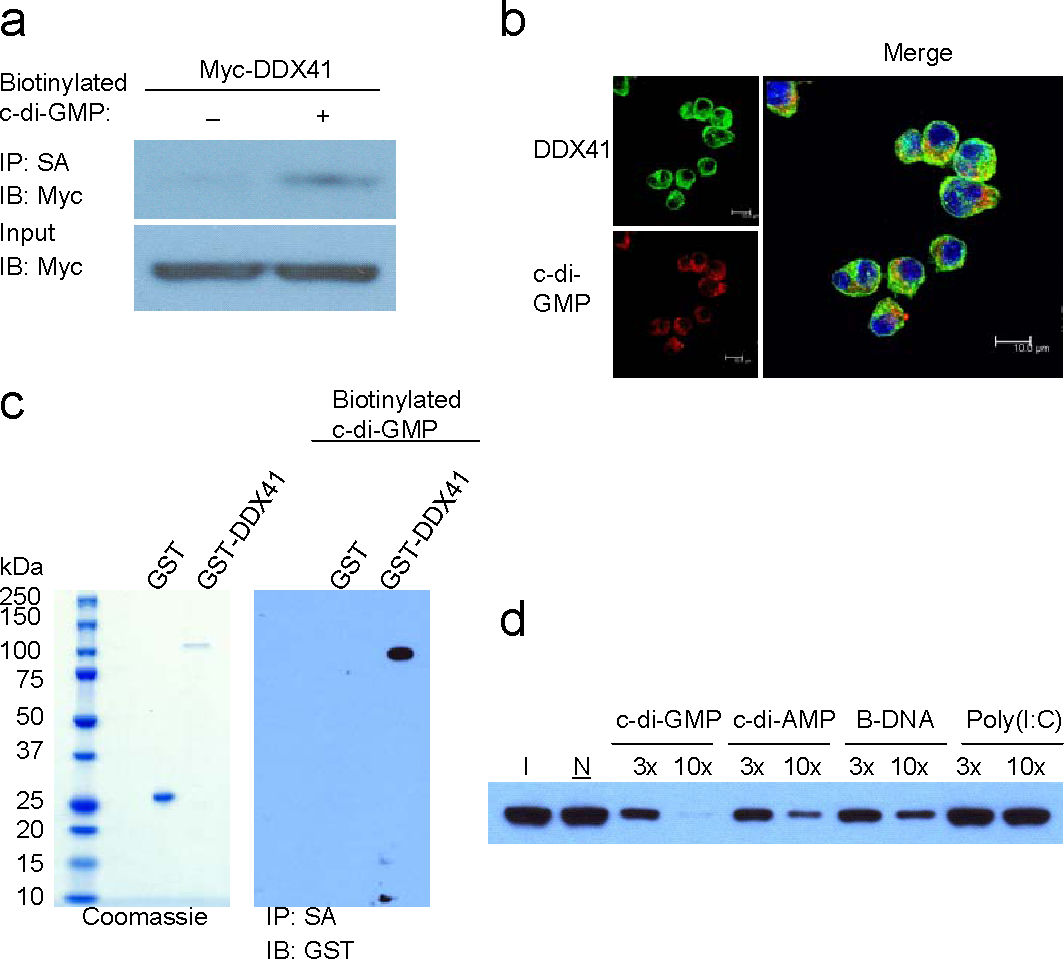 a
Myc-DDX41
Biotinylated
c-di-GMP:
– +
IP: SA
IB: Myc
Input
IB: Myc
b
Merge
DDX41
c-di-
GMP
10.0 µm
c
Biotinylated
c-di-GMP
GST
GST-DDX41
GST
GST-DDX41
kDa
250
150
100
75
50
37
25
20
15
10
Coomassie
IP: SA
IB: GST
d
c-di-GMP c-di-AMP B-DNA Poly(I:C)
I N 3x 10x 3x 10x 3x 10x 3x 10x